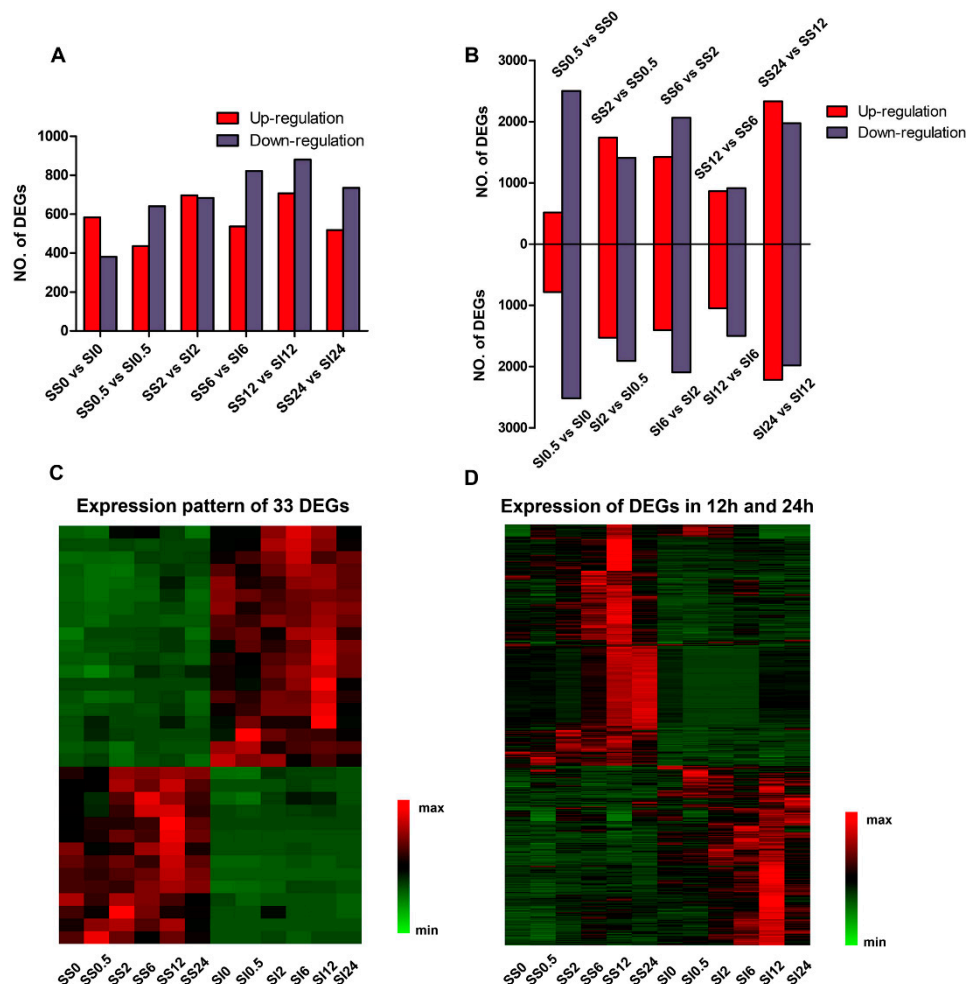 A
Up-regulation
Down-regulation
NO. of DEGs
1000
800
600
400
200
0
SS0 vs SI0
SS0.5 vs SI0.5
SS2 vs SI2
SS6 vs SI6
SS12 vs SI12
SS24 vs SI24
B
SS0.5 vs SS0
SS2 vs SS0.5
SS6 vs SS2
SS12 vs SS6
SS24 vs SS12
Up-regulation
Down-regulation
NO. of DEGs
NO. of DEGs
3000
2000
1000
0
1000
2000
3000
SI0.5 vs SI0
SI2 vs SI0.5
SI6 vs SI2
SI12 vs SI6
SI24 vs SI12
C
Expression pattern of 33 DEGs
max
min
SS0
SS0.5
SS2
SS6
SS12
SS24
SI0
SI0.5
SI2
SI6
SI12
SI24
D
Expression of DEGs in 12h and 24h
max
min
SS0
SS0.5
SS2
SS6
SS12
SS24
SI0
SI0.5
SI2
SI6
SI12
SI24